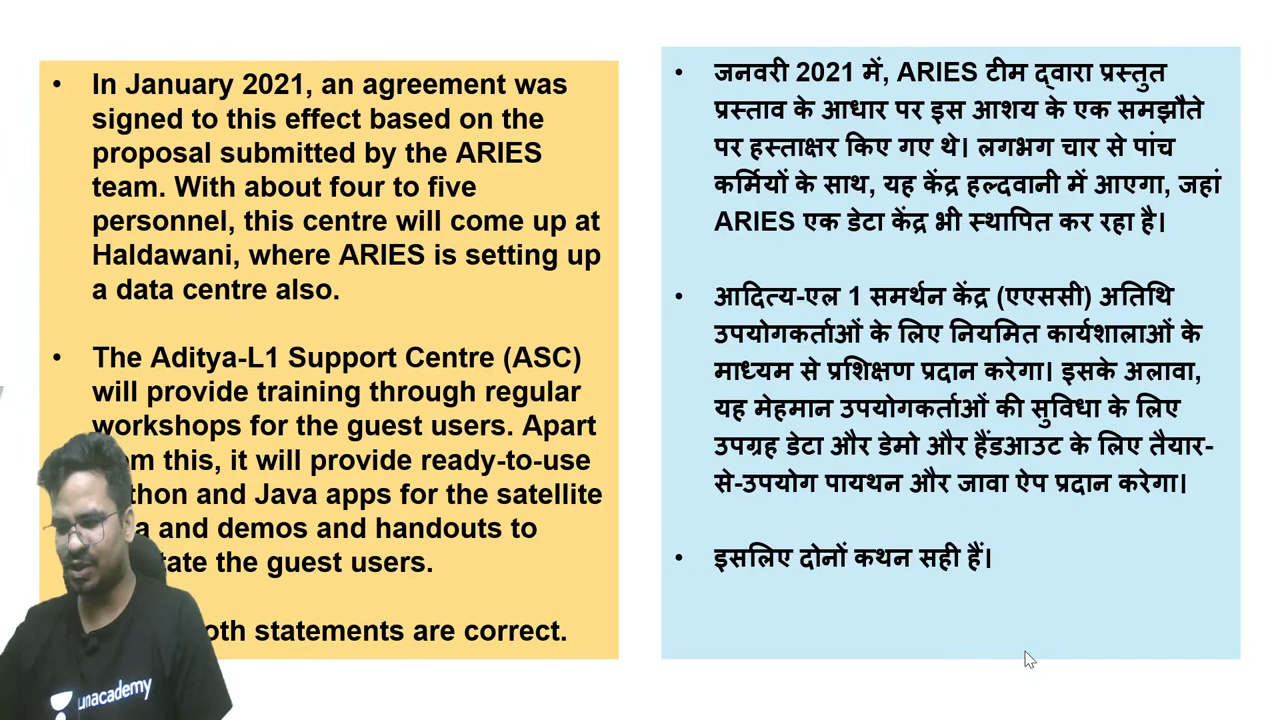 • In January 2021, an agreement was
signed to this effect based on the
proposal submitted by the ARIES
team. With about four to five
personnel, this centre will come up at
Haldawani, where ARIES is setting up
a data centre also.
• The Aditya-L1 Support Centre (ASC)
will provide training through regular
workshops for the guest users. Apart
this, it will provide ready-to-use
and Java apps for the satellite
and demos and handouts to
the guest users.
statements are correct.
unacademy
• जनवरी 2021 में, ARIES टीम द्वारा प्रस्तुत
प्रस्ताव के आधार पर इस आशय के एक समझौते
पर हस्ताक्षर किए गए थे। लगभग चार से पांच
कर्मियों के साथ, यह केंद्र हल्दवानी में आएगा, जहां
ARIES एक डेटा केंद्र भी स्थापित कर रहा है।
• आदित्य-एल 1 समर्थन केंद्र (एएससी) अतिथि
उपयोगकर्ताओं के लिए नियमित कार्यशालाओं के
माध्यम से प्रशिक्षण प्रदान करेगा। इसके अलावा,
यह मेहमान उपयोगकर्ताओं की सुविधा के लिए
उपग्रह डेटा और डेमो और हैंडआउट के लिए तैयार-
से-उपयोग पायथन और जावा ऐप प्रदान करेगा।
• इसलिए दोनों कथन सही हैं।